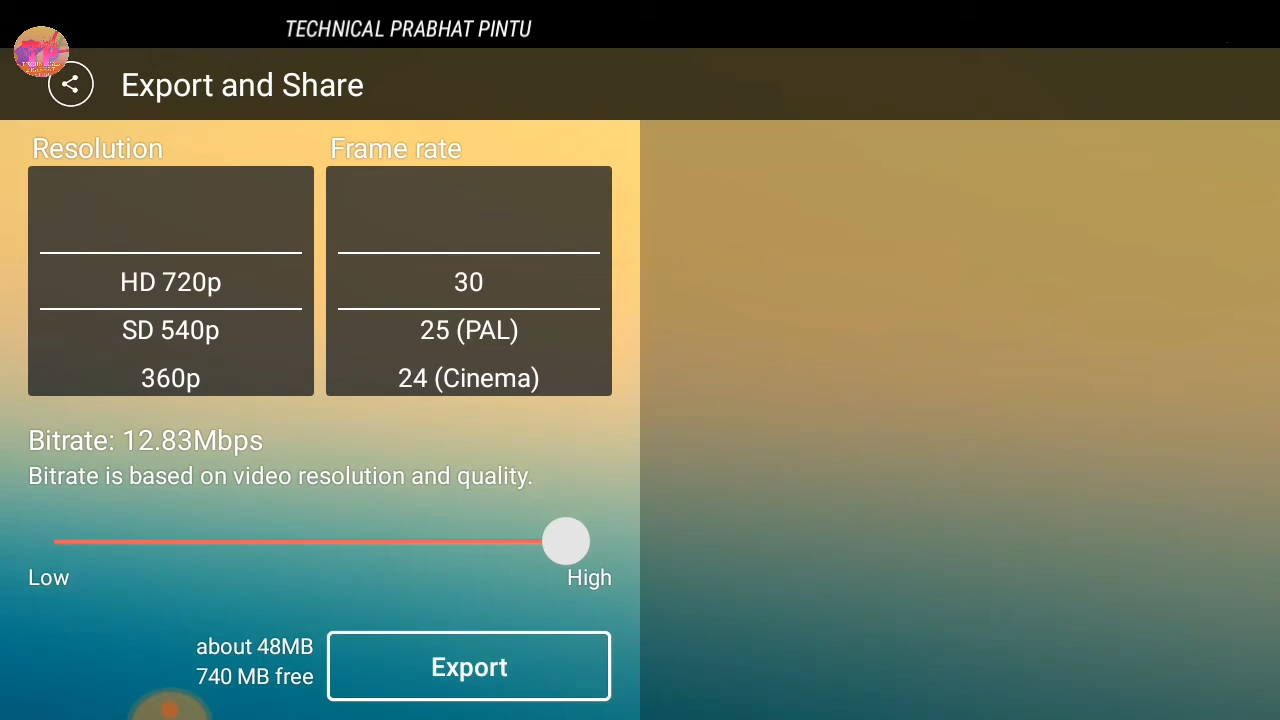 TECHNICAL PRABHAT PINTU
Export and Share
Resolution
Frame rate
HD 720p
30
SD 540p
25 (PAL)
360p
24 (Cinema)
Bitrate: 12.83Mbps
Bitrate is based on video resolution and quality.
Low
High
about 48MB
740 MB free
Export